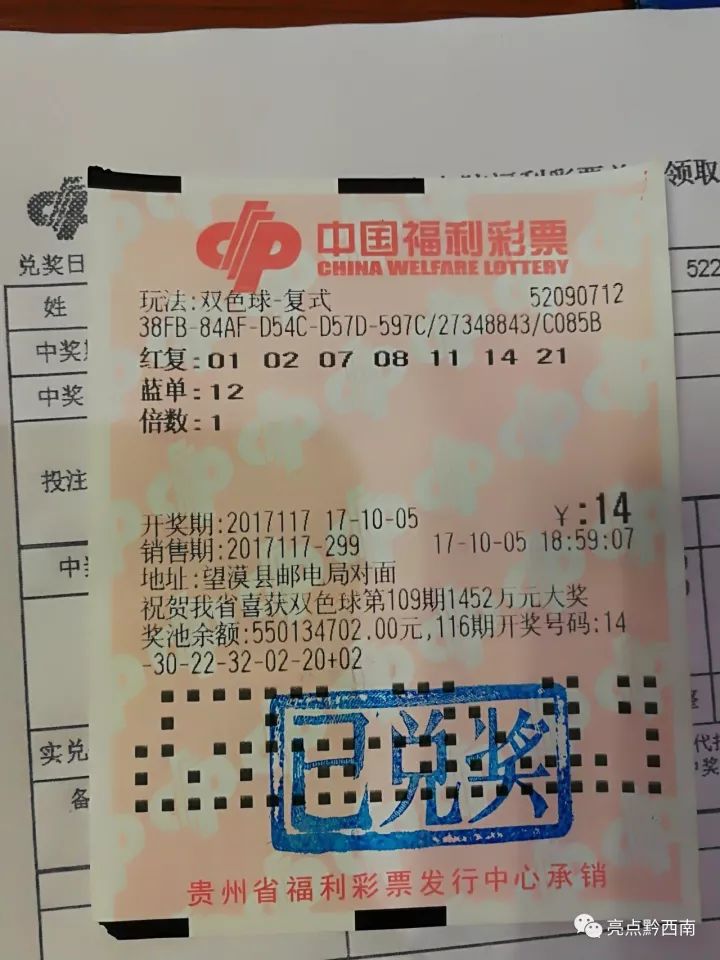 领取
兑奖日
522
姓
中奖
中奖
投注
中
实兑
备
中国福利彩票
CHINA WELFARE LOTTERY
玩法:双色球-复式 52090712
38FB-84AF-D54C-D57D-597C/27348843/C085B
红复:01 02 07 08 11 14 21
蓝单:12
倍数:1
开奖期:2017117 17-10-05 ¥:14
销售期:2017117-299 17-10-05 18:59:07
地址:望漠县邮电局对面
祝贺我省喜获双色球第109期1452万元大奖
奖池余额:550134702.00元,116期开奖号码:14
-30-22-32-02-20+02
已兑奖
贵州省福利彩票发行中心承销
亮点黔西南